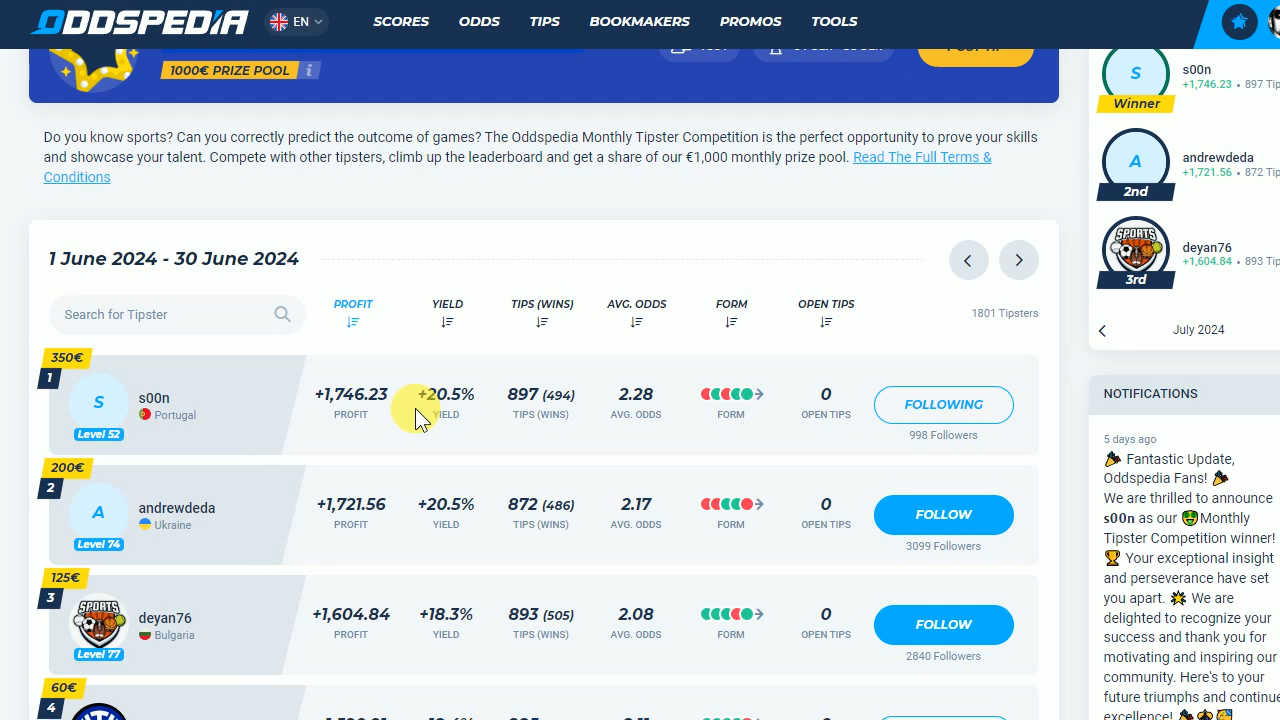 ODDSPEDIA EN SCORES ODDS TIPS BOOKMAKERS PROMOS TOOLS
1000€ PRIZE POOL i
Do you know sports? Can you correctly predict the outcome of games? The Oddspedia Monthly Tipster Competition is the perfect opportunity to prove your skills
and showcase your talent. Compete with other tipsters, climb up the leaderboard and get a share of our €1,000 monthly prize pool. Read The Full Terms &
Conditions
1 June 2024 - 30 June 2024
Search for Tipster PROFIT YIELD TIPS (WINS) AVG. ODDS FORM OPEN TIPS 1801 Tipsters
350€
1
S
s00n
Portugal
Level 52
+1,746.23 +20.5% 897 (494) 2.28 0 FOLLOWING
PROFIT YIELD TIPS (WINS) AVG. ODDS FORM OPEN TIPS
998 Followers
200€
2
A
andrewdeda
Ukraine
Level 74
+1,721.56 +20.5% 872 (486) 2.17 0 FOLLOW
PROFIT YIELD TIPS (WINS) AVG. ODDS FORM OPEN TIPS
3099 Followers
125€
3
SPORTS
deyan76
Bulgaria
Level 77
+1,604.84 +18.3% 893 (505) 2.08 0 FOLLOW
PROFIT YIELD TIPS (WINS) AVG. ODDS FORM OPEN TIPS
2840 Followers
60€
4
S
s00n
+1,746.23 • 897 Tip
Winner
A
andrewdeda
+1,721.56 • 872 Tip
2nd
SPORTS
deyan76
+1,604.84 • 893 Tip
3rd
July 2024
NOTIFICATIONS
5 days ago
🎉 Fantastic Update,
Oddspedia Fans! 🎉
We are thrilled to announce
s00n as our 🤑Monthly
Tipster Competition winner!
🏆 Your exceptional insight
and perseverance have set
you apart. 🌟 We are
delighted to recognize your
success and thank you for
motivating and inspiring our
community. Here's to your
future triumphs and continue
excellence!